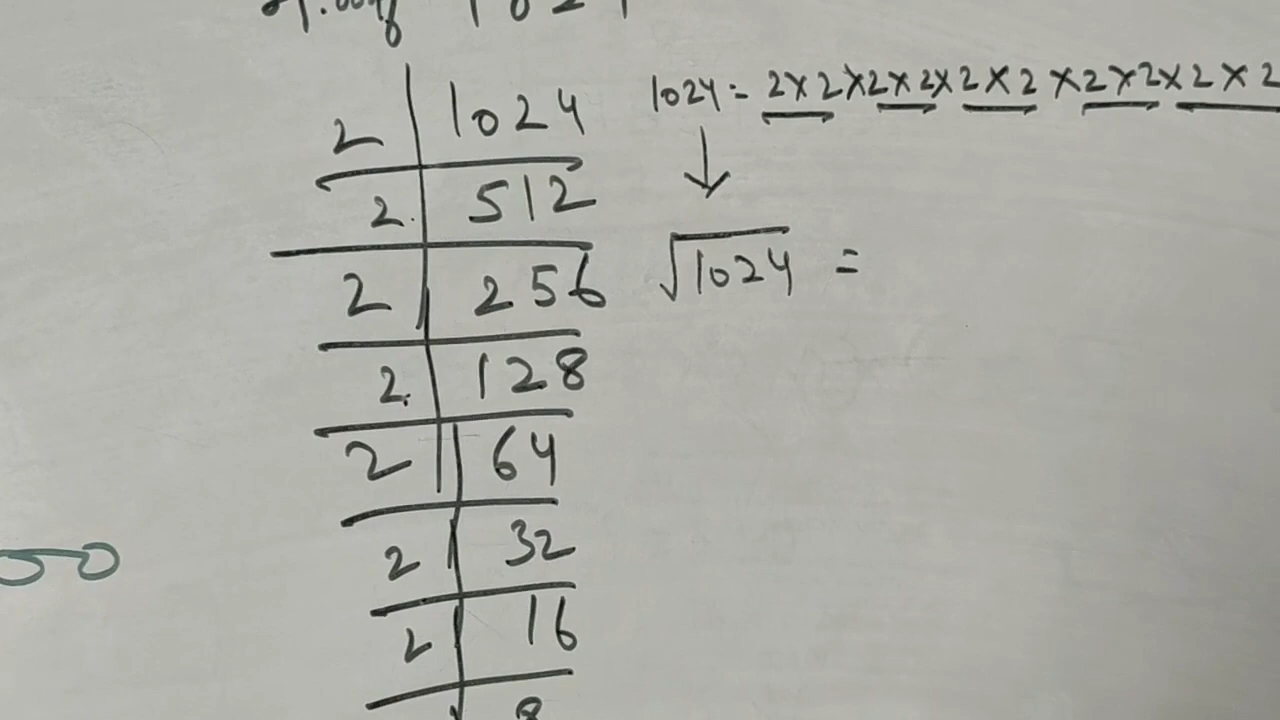 1024 = 2×2×2×2×2×2×2×2×2×2
2 | 1024
2 | 512
2 | 256
√1024 =
2 | 128
2 | 64
2 | 32
2 | 16
8